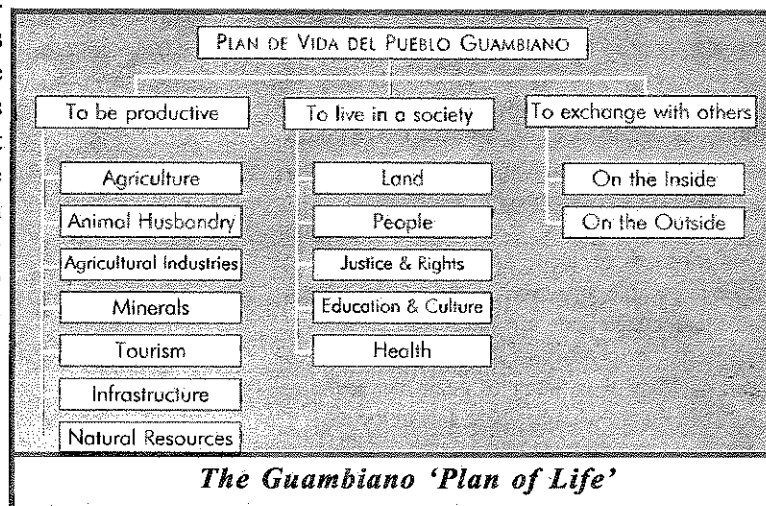 PLAN DE VIDA DEL PUEBLO GUAMBIANO
To be productive
To live in a society
To exchange with others
Agriculture
Animal Husbandry
Agricultural Industries
Minerals
Tourism
Infrastructure
Natural Resources
Land
People
Justice & Rights
Education & Culture
Health
On the Inside
On the Outside
The Guambiano 'Plan of Life'